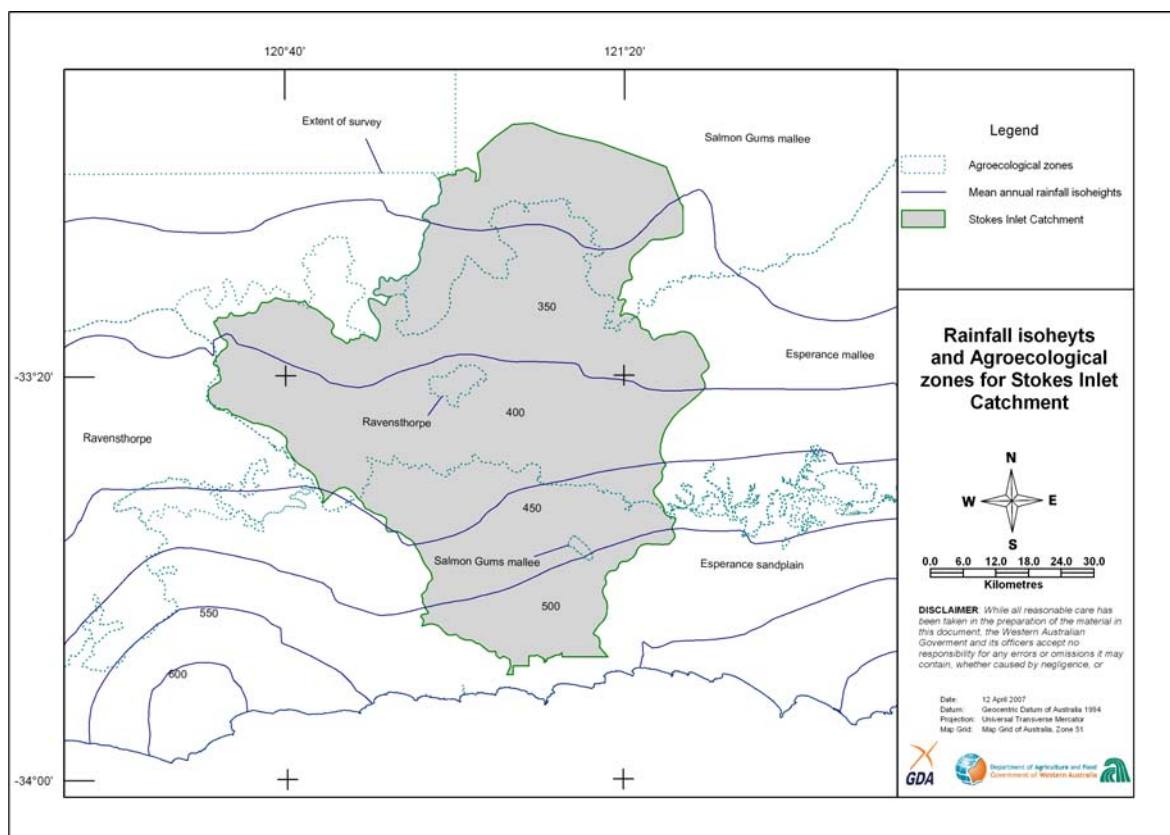 120°40'
121°20'
Extent of survey
Salmon Gums mallee
350
Esperance mallee
-33°20'
Ravensthorpe
400
Ravensthorpe
450
Salmon Gums mallee
Esperance sandplain
500
550
600
-34°00'
Legend
Agroecological zones
Mean annual rainfall isoheights
Stokes Inlet Catchment
Rainfall isoheyts
and Agroecological
zones for Stokes Inlet
Catchment
N
W E
S
0.0 6.0 12.0 18.0 24.0 30.0
Kilometres
DISCLAIMER While all reasonable care has
been taken in the preparation of the material in
this document, the Western Australian
Goverment and its officers accept no
responsibility for any errors or omissions it may
contain, whether caused by negligence, or
Date: 12 April 2007
Datum: Geocentric Datum of Australia 1994
Projection: Universal Transverse Mercator
Map Grid: Map Grid of Australia, Zone 51
GDA
Department of Agriculture and Food
Government of Western Australia